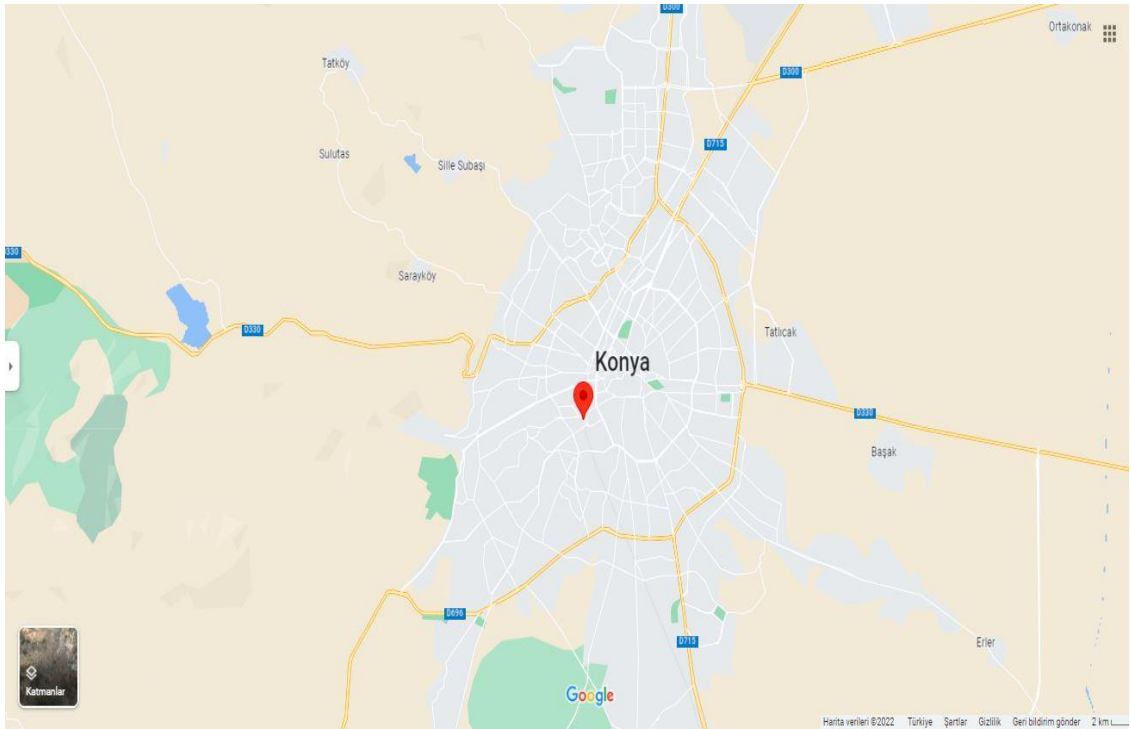 D300
Ortakonak
Tatköy
D300
D715
Sulutas
Sille Subaşı
D330
Sarayköy
D330
Tatlıcak
Konya
D330
Başak
D696
D715
Erler
Katmanlar
Google
Harita verileri ©2022 Türkiye Şartlar Gizlilik Geri bildirim gönder 2 km